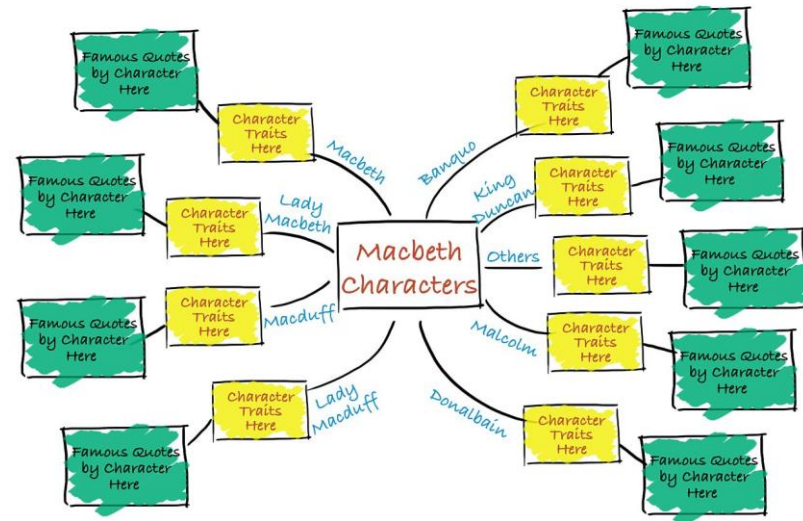 Macbeth
Characters
Macbeth
Character
Traits
Here
Famous Quotes
by Character
Here
Lady
Macbeth
Character
Traits
Here
Famous Quotes
by Character
Here
Macduff
Character
Traits
Here
Famous Quotes
by Character
Here
Lady
Macduff
Character
Traits
Here
Famous Quotes
by Character
Here
Banquo
Character
Traits
Here
Famous Quotes
by Character
Here
King
Duncan
Character
Traits
Here
Famous Quotes
by Character
Here
Others
Character
Traits
Here
Famous Quotes
by Character
Here
Malcolm
Character
Traits
Here
Famous Quotes
by Character
Here
Donalbain
Character
Traits
Here
Famous Quotes
by Character
Here